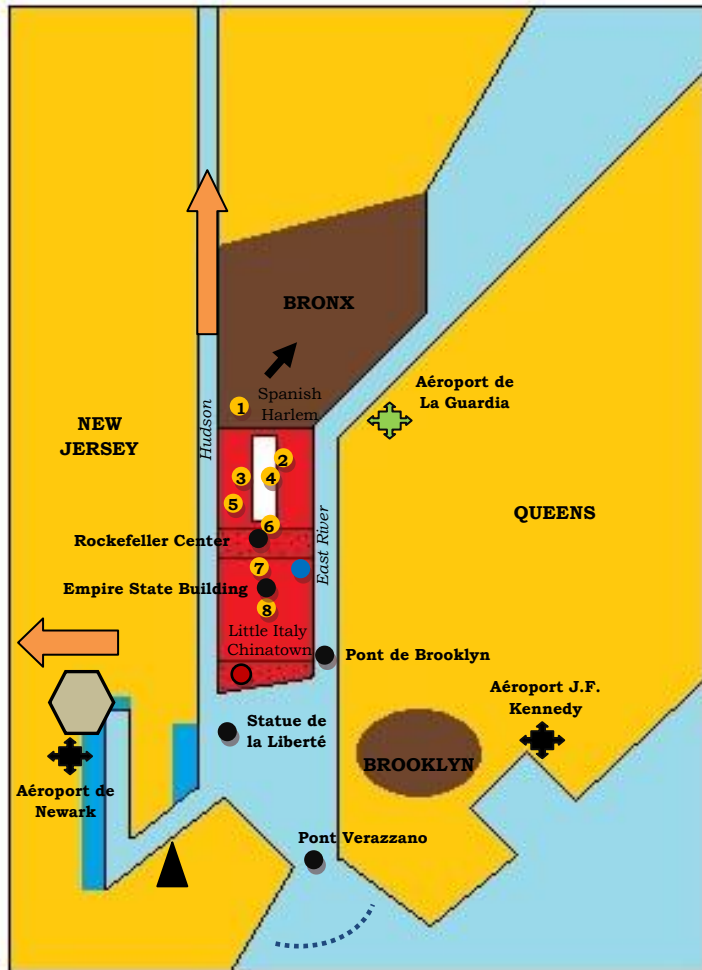 BRONX
Spanish
Harlem
1
Aéroport de
La Guardia
NEW
JERSEY
Hudson
2
3
4
5
6
QUEENS
Rockefeller Center
East River
7
Empire State Building
8
Little Italy
Chinatown
Pont de Brooklyn
Aéroport J.F.
Kennedy
Statue de
la Liberté
BROOKLYN
Aéroport de
Newark
Pont Verazzano